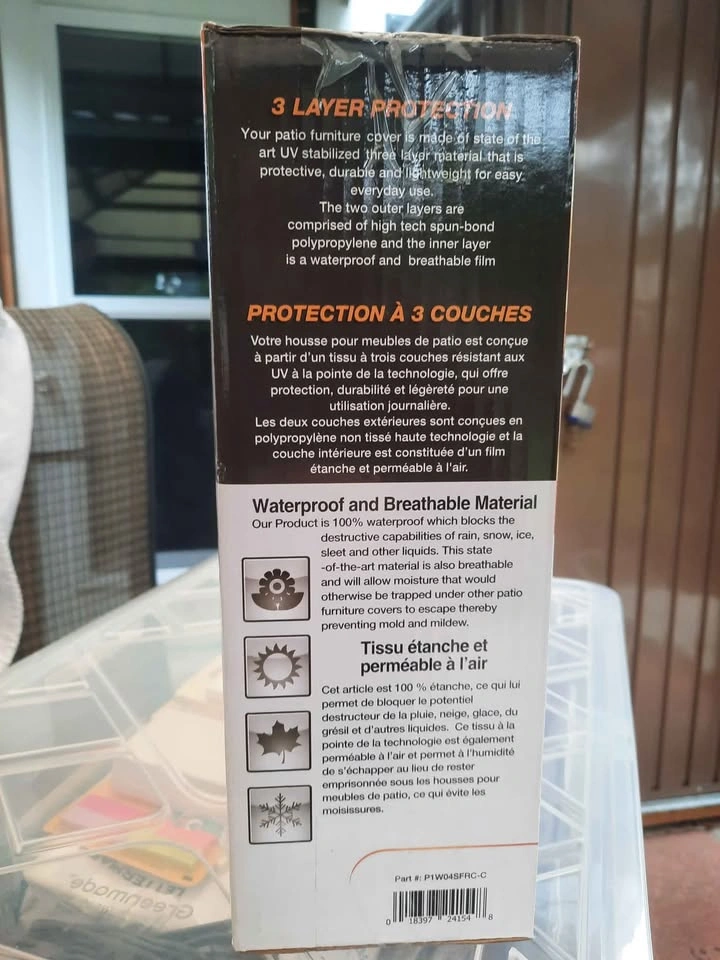 3 LAYER PROTECTION
Your patio furniture cover is made of state of the
art UV stabilized three layer material that is
protective, durable and lightweight for easy
everyday use.
The two outer layers are
comprised of high tech spun-bond
polypropylene and the inner layer
is a waterproof and breathable film
PROTECTION À 3 COUCHES
Votre housse pour meubles de patio est conçue
à partir d'un tissu à trois couches résistant aux
UV à la pointe de la technologie, qui offre
protection, durabilité et légèreté pour une
utilisation journalière.
Les deux couches extérieures sont conçues en
polypropylène non tissé haute technologie et la
couche intérieure est constituée d'un film
étanche et perméable à l'air.
Waterproof and Breathable Material
Our Product is 100% waterproof which blocks the
destructive capabilities of rain, snow, ice,
sleet and other liquids. This state
-of-the-art material is also breathable
and will allow moisture that would
otherwise be trapped under other patio
furniture covers to escape thereby
preventing mold and mildew.
Tissu étanche et
perméable à l'air
Cet article est 100 % étanche, ce qui lui
permet de bloquer le potentiel
destructeur de la pluie, neige, glace, du
grésil et d'autres liquides. Ce tissu à la
pointe de la technologie est également
perméable à l'air et permet à l'humidité
de s'échapper au lieu de rester
emprisonnée sous les housses pour
meubles de patio, ce qui évite les
moisissures.
Part #: P1W04SFRC-C
0 18397 24154 8